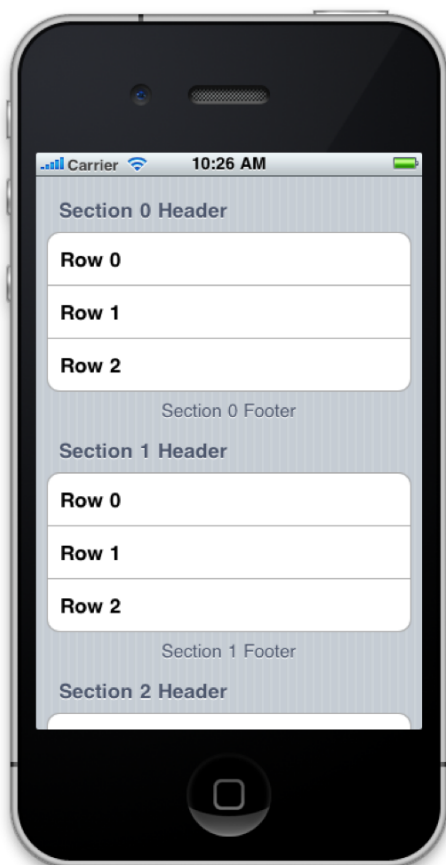 Carrier 10:26 AM
Section 0 Header
Row 0
Row 1
Row 2
Section 0 Footer
Section 1 Header
Row 0
Row 1
Row 2
Section 1 Footer
Section 2 Header